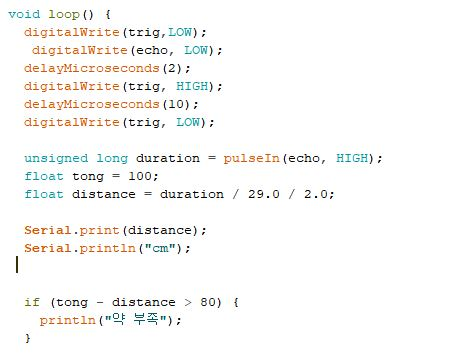 void loop() {
  digitalWrite(trig,LOW);
   digitalWrite(echo, LOW);
  delayMicroseconds(2);
  digitalWrite(trig, HIGH);
  delayMicroseconds(10);
  digitalWrite(trig, LOW);

  unsigned long duration = pulseIn(echo, HIGH);
  float tong = 100;
  float distance = duration / 29.0 / 2.0;

  Serial.print(distance);
  Serial.println("cm");

  if (tong - distance > 80) {
    println("약 부족");
  }